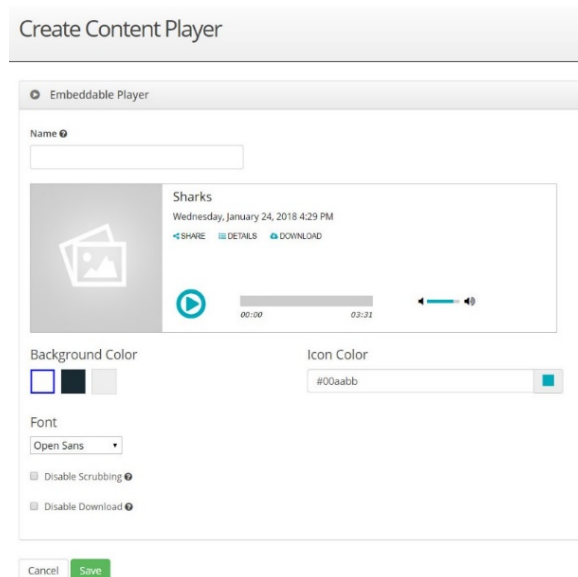 Create Content Player
Embeddable Player
Name
Sharks
Wednesday, January 24, 2018 4:29 PM
SHARE DETAILS DOWNLOAD
00:00 03:31
Background Color Icon Color
#00aabb
Font
Open Sans
Disable Scrubbing
Disable Download
Cancel Save